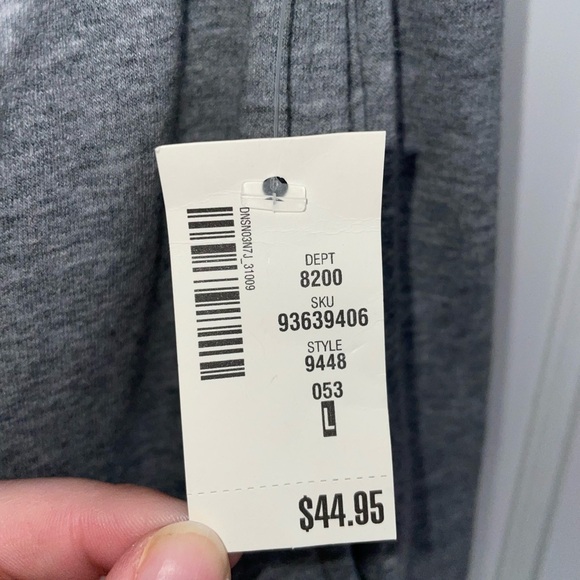 DNSN03N7J_31009
DEPT
8200
SKU
93639406
STYLE
9448
053
L
$44.95